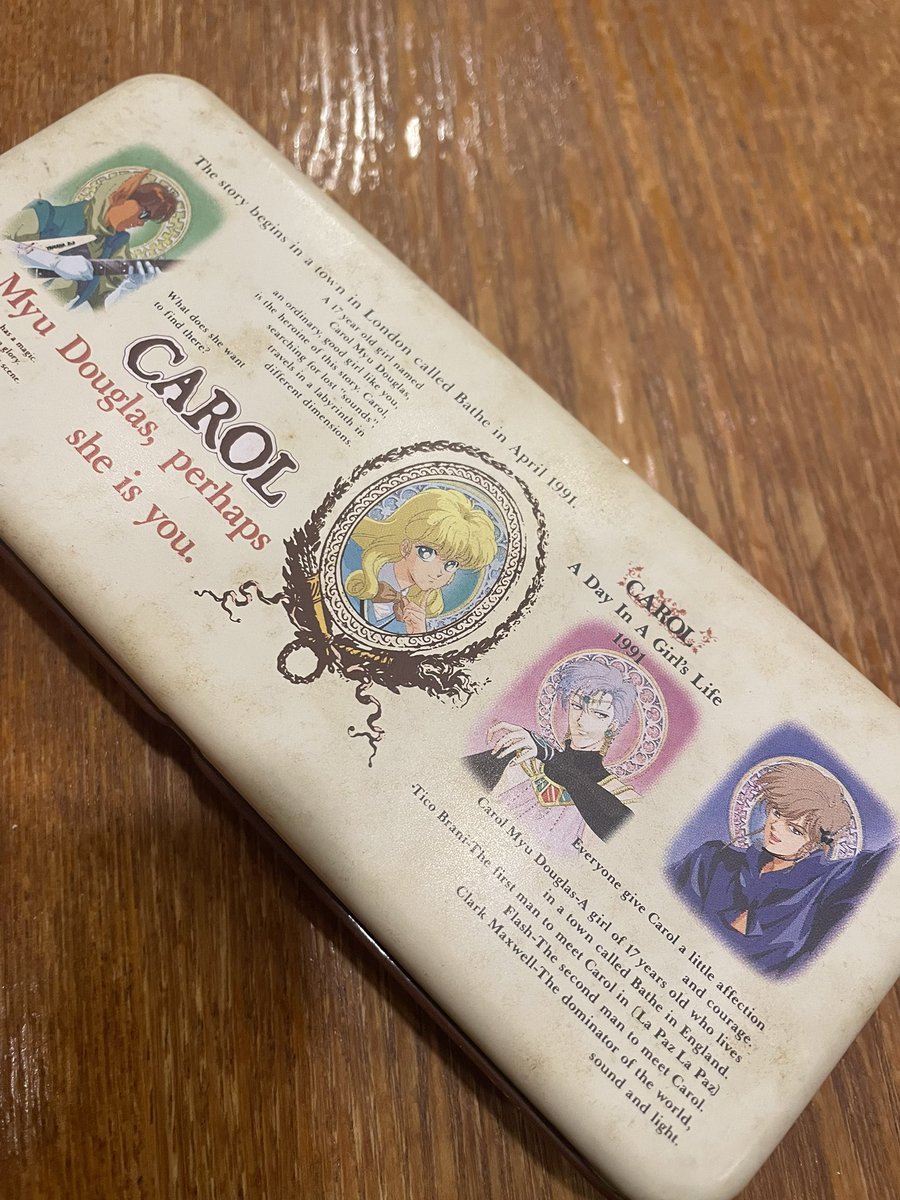 The story begins in a town in London called Bathe in April 1991.
A 17 year old girl named
Carol Myu Douglas,
an ordinary, good girl like you,
is the heroine of this story. Carol,
searching for lost "sounds",
travels in a labyrinth in
different dimensions.
What does she want
to find there?
CAROL
Myu Douglas, perhaps
she is you.
has a magic.
glory.
scene.
CAROL
A Day In A Girl's Life
1991
Everyone give Carol a little affection
and courage.
Carol Myu Douglas-A girl of 17 years old who lives
in a town called Bathe in England.
Tico Brani-The first man to meet Carol in (La Paz La Paz)
Flash-The second man to meet Carol.
Clark Maxwell-The dominator of the world,
sound and light.